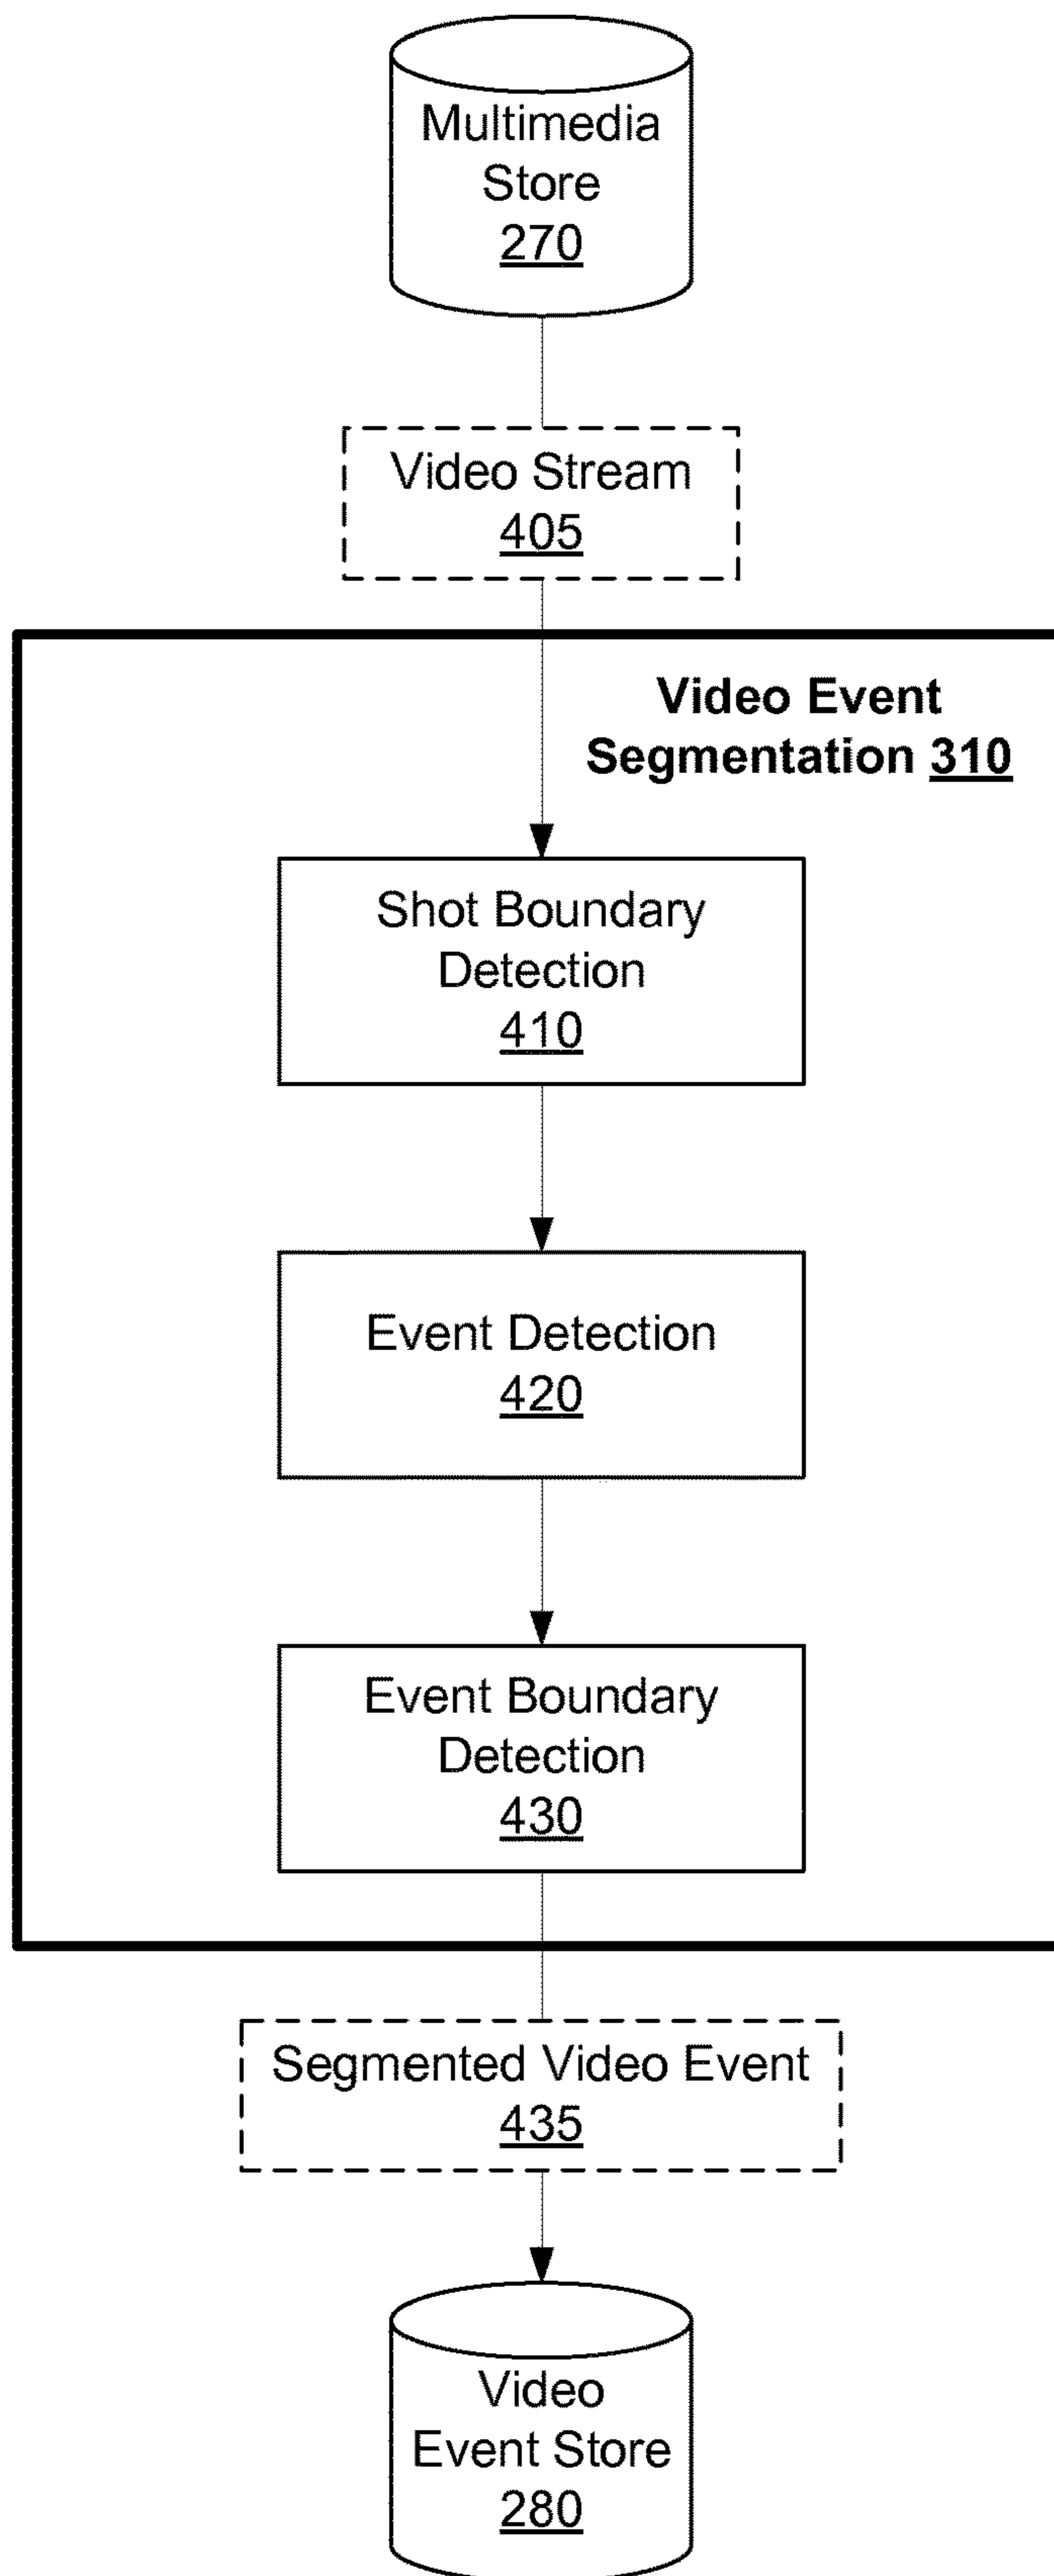 Multimedia
Store
270
Video Stream
405
Video Event
Segmentation 310
Shot Boundary
Detection
410
Event Detection
420
Event Boundary
Detection
430
Segmented Video Event
435
Video
Event Store
280